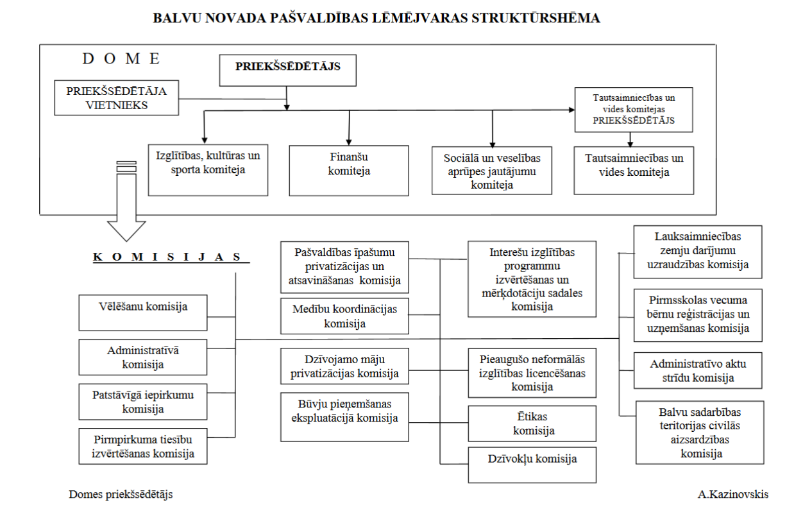 BALVU NOVADA PAŠVALDĪBAS LĒMĒJVARAS STRUKTŪRSHĒMA
D O M E
PRIEKŠSĒDĒTĀJS
PRIEKŠSĒDĒTĀJA
VIETNIEKS
Tautsaimniecības un
vides komitejas
PRIEKŠSĒDĒTĀJS
Izglītības, kultūras un
sporta komiteja
Finanšu
komiteja
Sociālā un veselības
aprūpes jautājumu
komiteja
Tautsaimniecības un
vides komiteja
K O M I S I J A S
Vēlēšanu komisija
Administratīvā
komisija
Patstāvīgā iepirkumu
komisija
Pirmpirkuma tiesību
izvērtēšanas komisija
Pašvaldības īpašumu
privatizācijas un
atsavināšanas komisija
Medību koordinācijas
komisija
Dzīvojamo māju
privatizācijas komisija
Būvju pieņemšanas
ekspluatācijā komisija
Interešu izglītības
programmu
izvērtēšanas un
mērķdotāciju sadales
komisija
Pieaugušo neformālās
izglītības licencēšanas
komisija
Ētikas
komisija
Dzīvokļu komisija
Lauksaimniecības
zemju darījumu
uzraudzības komisija
Pirmsskolas vecuma
bērnu reģistrācijas un
uzņemšanas komisija
Administratīvo aktu
strīdu komisija
Balvu sadarbības
teritorijas civilās
aizsardzības
komisija
Domes priekšsēdētājs
A.Kazinovskis